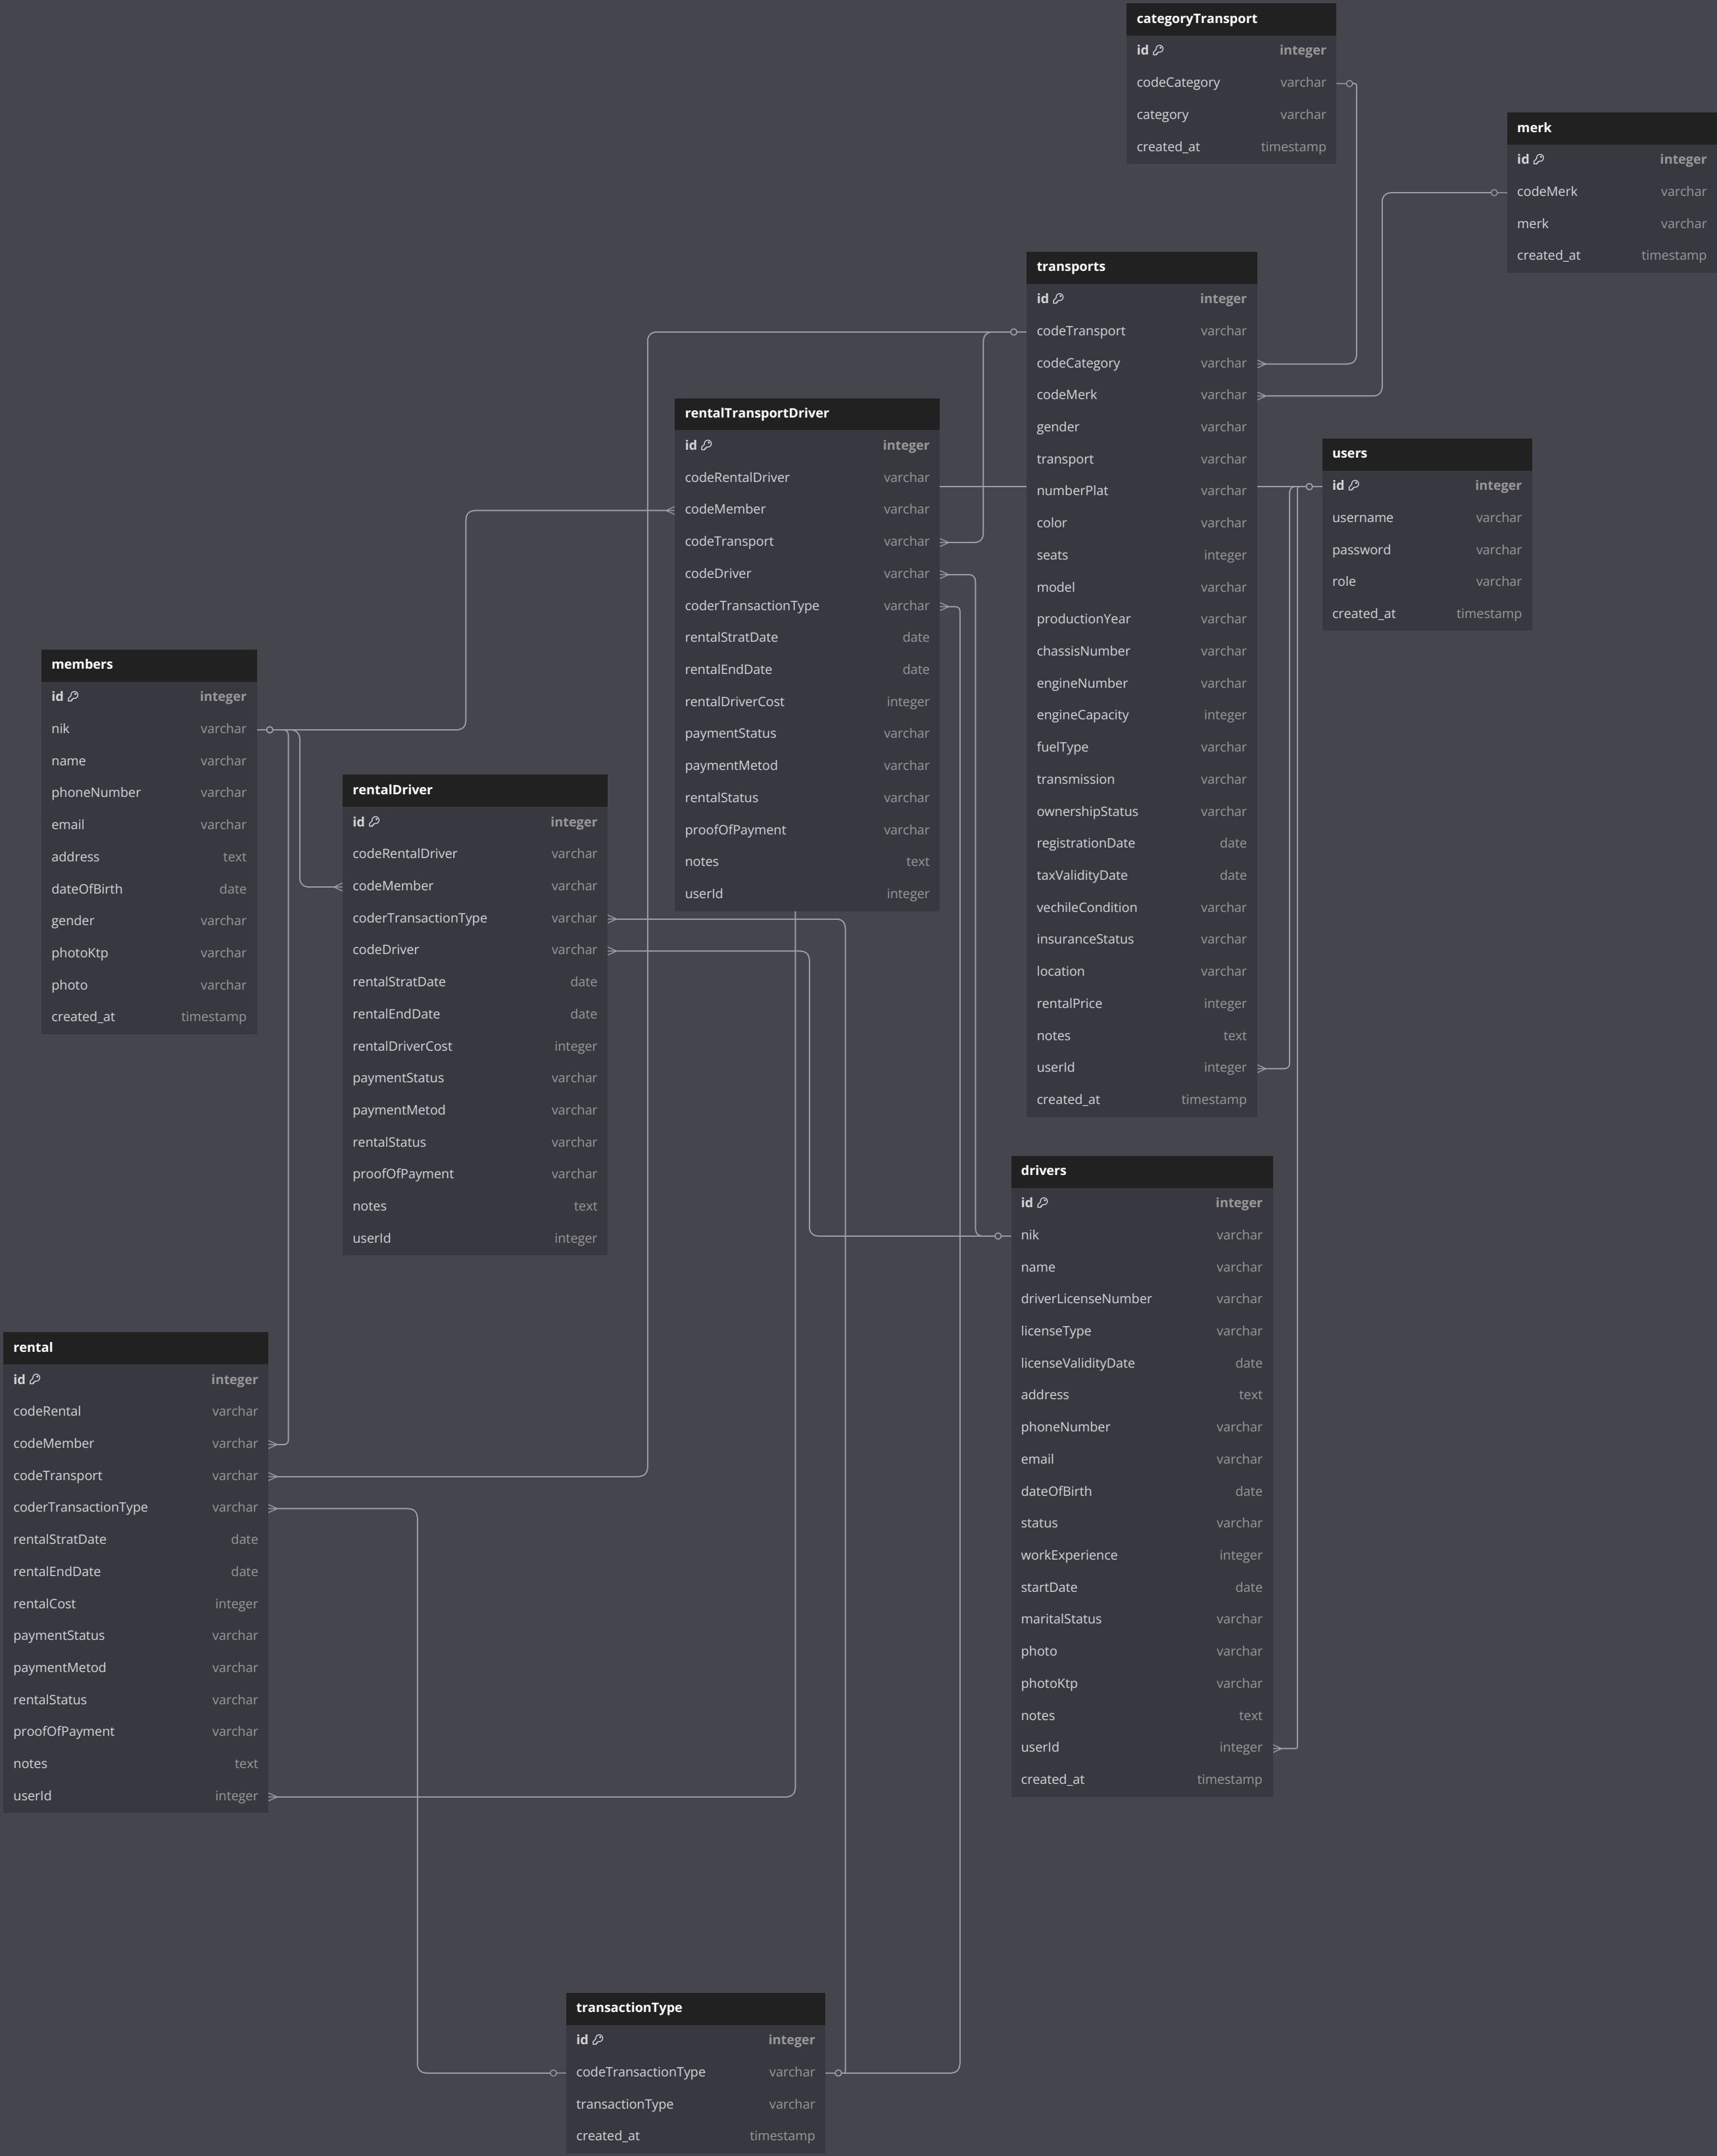 categoryTransport
id integer
codeCategory varchar
category varchar
created_at timestamp
merk
id integer
codeMerk varchar
merk varchar
created_at timestamp
transports
id integer
codeTransport varchar
codeCategory varchar
codeMerk varchar
gender varchar
transport varchar
numberPlat varchar
color varchar
seats integer
model varchar
productionYear varchar
chassisNumber varchar
engineNumber varchar
engineCapacity integer
fuelType varchar
transmission varchar
ownershipStatus varchar
registrationDate date
taxValidityDate date
vechileCondition varchar
insuranceStatus varchar
location varchar
rentalPrice integer
notes text
userId integer
created_at timestamp
rentalTransportDriver
id integer
codeRentalDriver varchar
codeMember varchar
codeTransport varchar
codeDriver varchar
coderTransactionType varchar
rentalStratDate date
rentalEndDate date
rentalDriverCost integer
paymentStatus varchar
paymentMetod varchar
rentalStatus varchar
proofOfPayment varchar
notes text
userId integer
users
id integer
username varchar
password varchar
role varchar
created_at timestamp
members
id integer
nik varchar
name varchar
phoneNumber varchar
email varchar
address text
dateOfBirth date
gender varchar
photoKtp varchar
photo varchar
created_at timestamp
rentalDriver
id integer
codeRentalDriver varchar
codeMember varchar
coderTransactionType varchar
codeDriver varchar
rentalStratDate date
rentalEndDate date
rentalDriverCost integer
paymentStatus varchar
paymentMetod varchar
rentalStatus varchar
proofOfPayment varchar
notes text
userId integer
drivers
id integer
nik varchar
name varchar
driverLicenseNumber varchar
licenseType varchar
licenseValidityDate date
address text
phoneNumber varchar
email varchar
dateOfBirth date
status varchar
workExperience integer
startDate date
maritalStatus varchar
photo varchar
photoKtp varchar
notes text
userId integer
created_at timestamp
rental
id integer
codeRental varchar
codeMember varchar
codeTransport varchar
coderTransactionType varchar
rentalStratDate date
rentalEndDate date
rentalCost integer
paymentStatus varchar
paymentMetod varchar
rentalStatus varchar
proofOfPayment varchar
notes text
userId integer
transactionType
id integer
codeTransactionType varchar
transactionType varchar
created_at timestamp